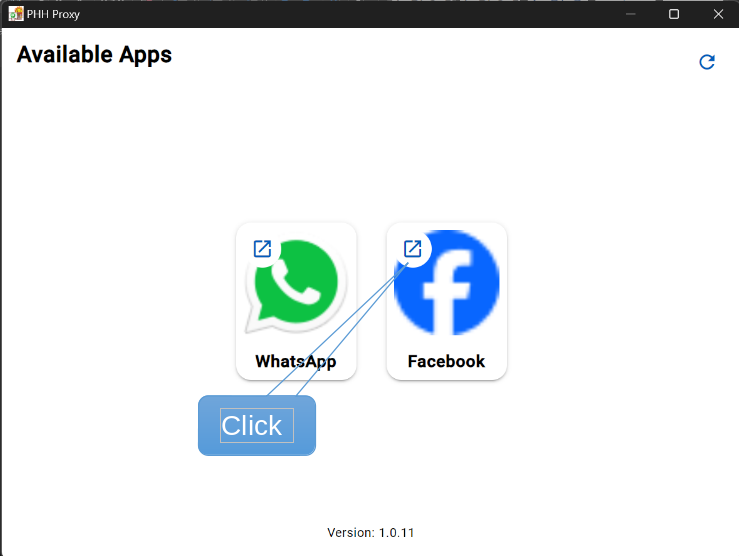 PHH Proxy
Available Apps
WhatsApp
Facebook
Click
Version: 1.0.11